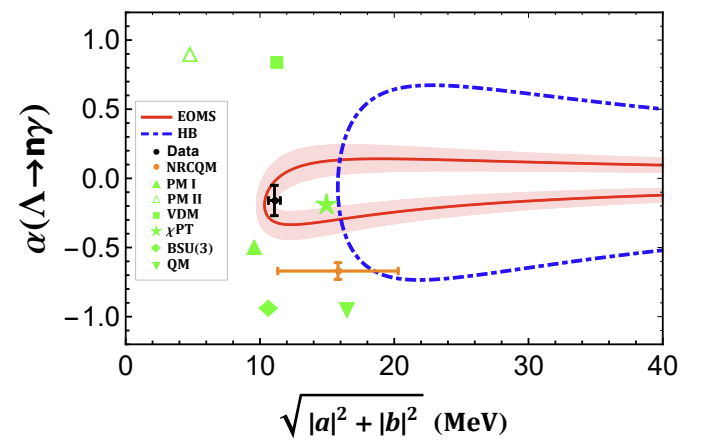 α(Λ→nγ)
1.0
0.5
0.0
−0.5
−1.0
EOMS
HB
Data
NRCQM
PM I
PM II
VDM
χPT
BSU(3)
QM
0 10 20 30 40
√|a|² + |b|² (MeV)